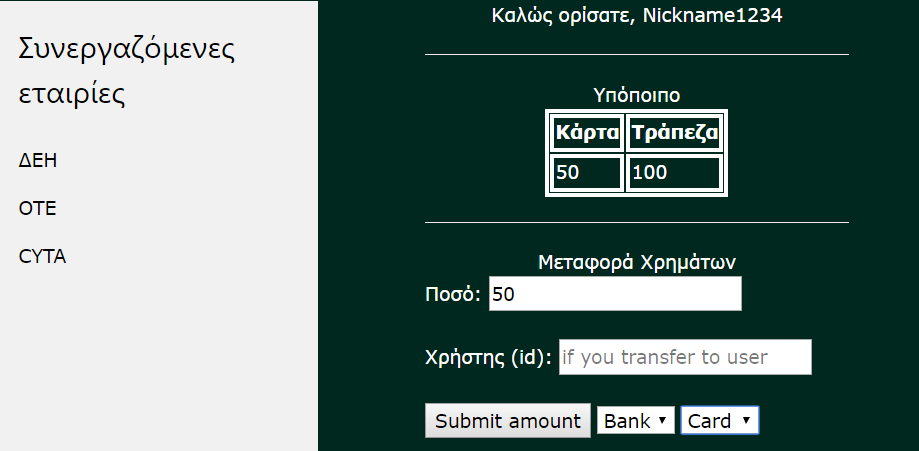 Συνεργαζόμενες
εταιρίες
ΔΕΗ
ΟΤΕ
CYTA
Καλώς ορίσατε, Nickname1234
Υπόποιπο
Κάρτα Τράπεζα
50 100
Μεταφορά Χρημάτων
Ποσό: 50
Χρήστης (id): if you transfer to user
Submit amount Bank Card